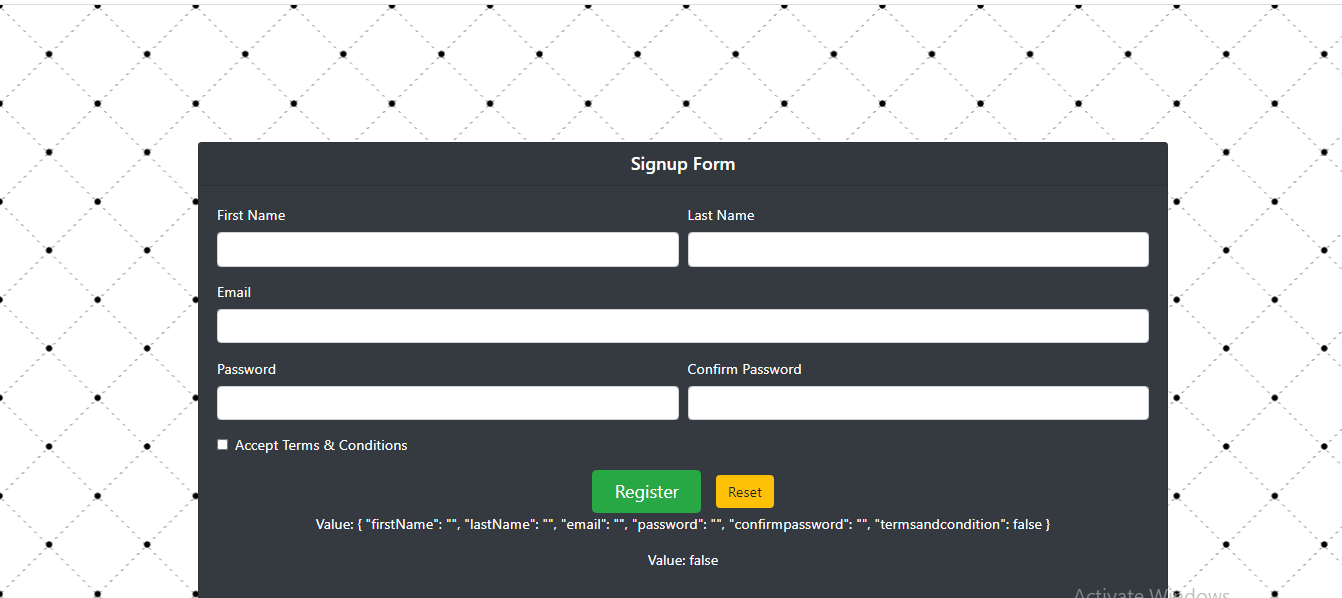 Signup Form
First Name
Last Name
Email
Password
Confirm Password
Accept Terms & Conditions
Register
Reset
Value: { "firstName": "", "lastName": "", "email": "", "password": "", "confirmpassword": "", "termsandcondition": false }
Value: false
Activate Windows